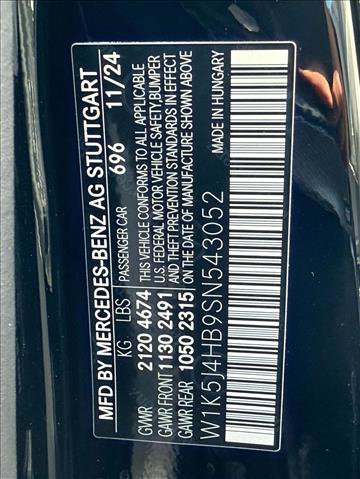 MFD BY MERCEDES-BENZ AG STUTTGART
696 11/24
KG LBS PASSENGER CAR
GVWR 2120 4674 THIS VEHICLE CONFORMS TO ALL APPLICABLE
U.S. FEDERAL MOTOR VEHICLE SAFETY,BUMPER
GAWR FRONT 1130 2491 AND THEFT PREVENTION STANDARDS IN EFFECT
GAWR REAR 1050 2315 ON THE DATE OF MANUFACTURE SHOWN ABOVE
W1K5J4HB9SN543052 MADE IN HUNGARY